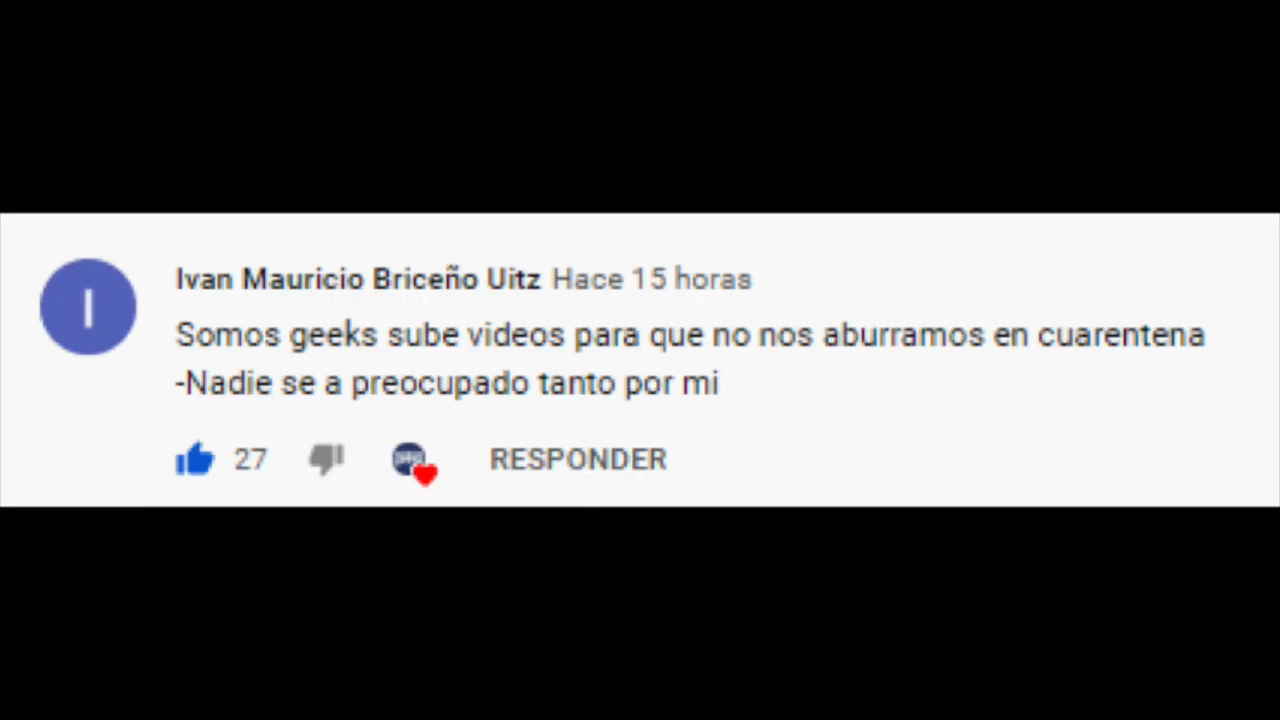 I
Ivan Mauricio Briceño Uitz Hace 15 horas
Somos geeks sube videos para que no nos aburramos en cuarentena
-Nadie se a preocupado tanto por mi
27 RESPONDER